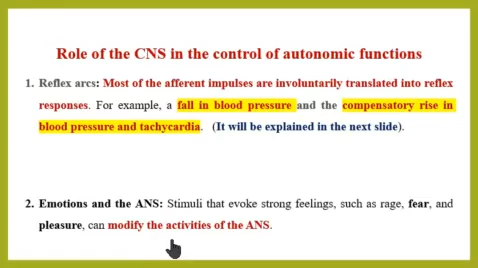 Role of the CNS in the control of autonomic functions
1. Reflex arcs: Most of the afferent impulses are involuntarily translated into reflex
responses. For example, a fall in blood pressure and the compensatory rise in
blood pressure and tachycardia. (It will be explained in the next slide).
2. Emotions and the ANS: Stimuli that evoke strong feelings, such as rage, fear, and
pleasure, can modify the activities of the ANS.